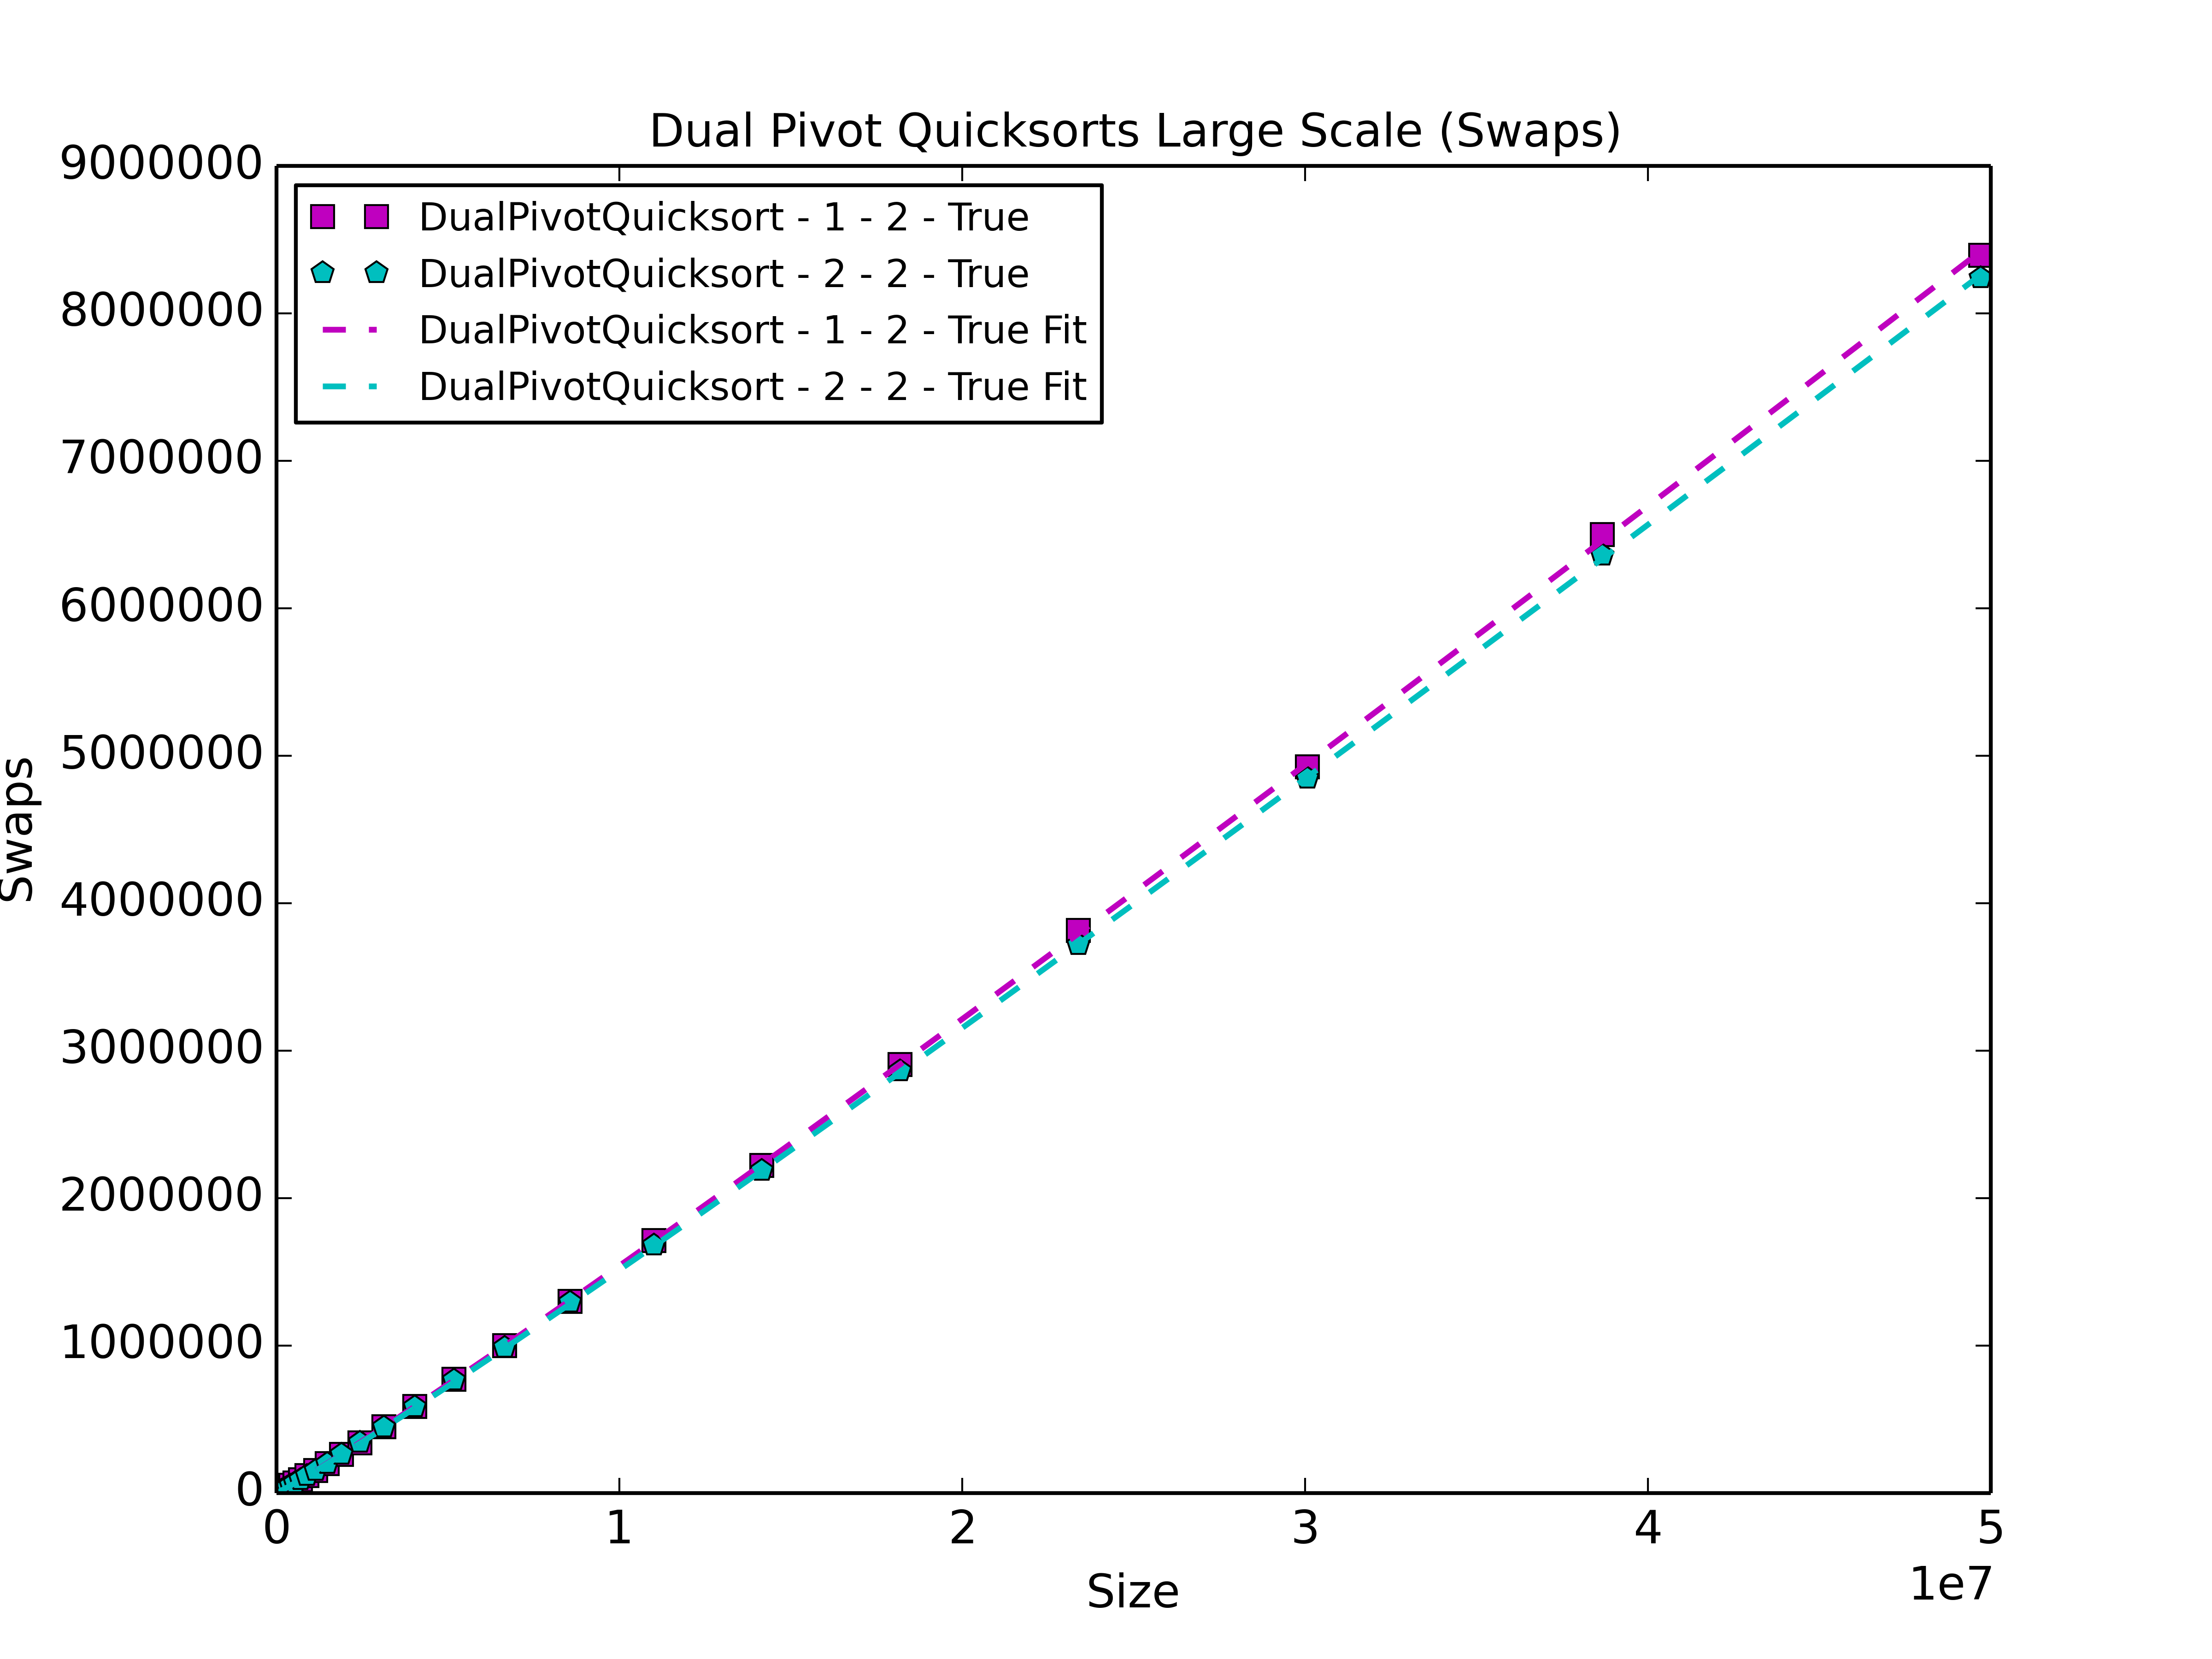 Dual Pivot Quicksorts Large Scale (Swaps)
9000000
8000000
7000000
6000000
5000000
4000000
3000000
2000000
1000000
0
Swaps
DualPivotQuicksort - 1 - 2 - True
DualPivotQuicksort - 2 - 2 - True
DualPivotQuicksort - 1 - 2 - True Fit
DualPivotQuicksort - 2 - 2 - True Fit
0 1 2 3 4 5
Size
1e7